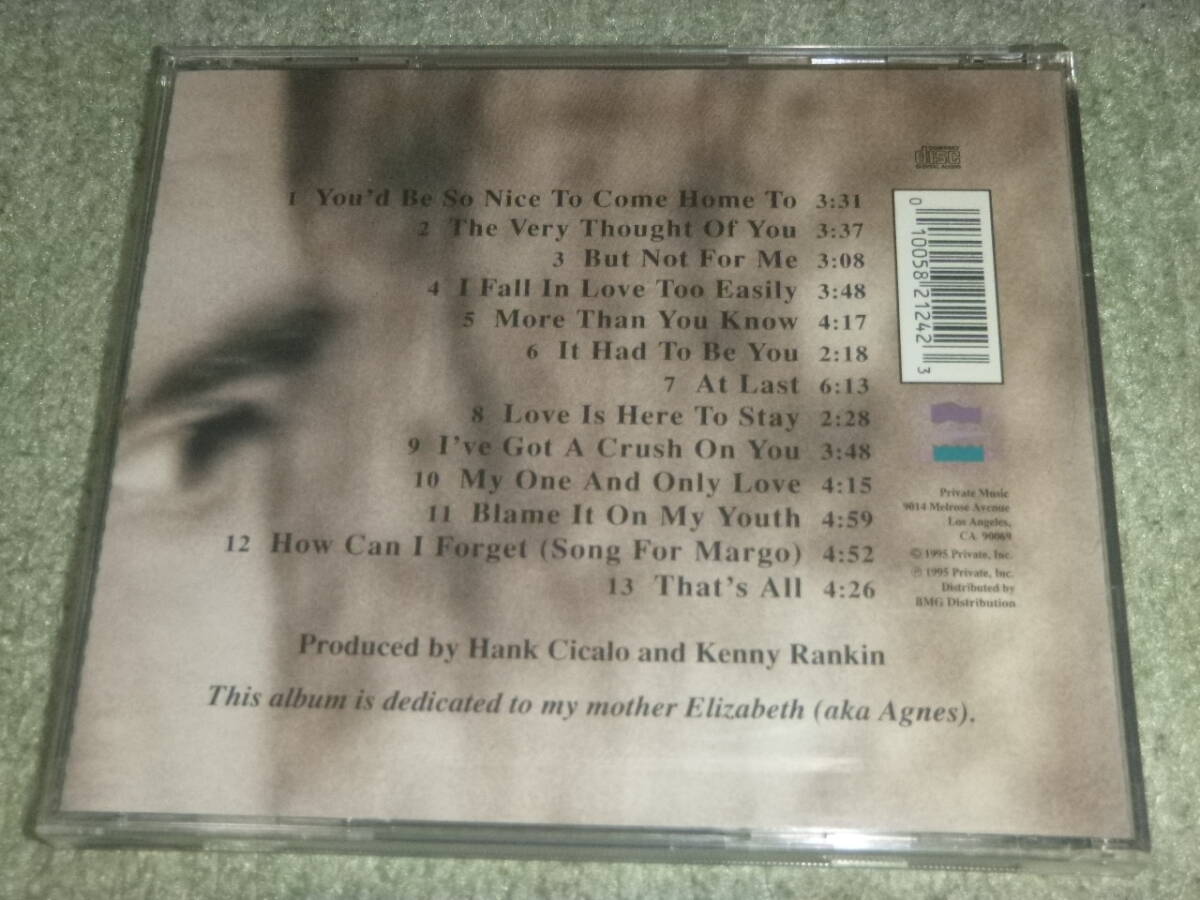 COMPACT
disc
DIGITAL AUDIO
1 You'd Be So Nice To Come Home To 3:31
2 The Very Thought Of You 3:37
3 But Not For Me 3:08
4 I Fall In Love Too Easily 3:48
5 More Than You Know 4:17
6 It Had To Be You 2:18
7 At Last 6:13
8 Love Is Here To Stay 2:28
9 I've Got A Crush On You 3:48
10 My One And Only Love 4:15
11 Blame It On My Youth 4:59
12 How Can I Forget (Song For Margo) 4:52
13 That's All 4:26
Produced by Hank Cicalo and Kenny Rankin
This album is dedicated to my mother Elizabeth (aka Agnes).
0 10058 21242 3
Private Music
9014 Melrose Avenue
Los Angeles,
CA 90069
© 1995 Private, Inc.
℗ 1995 Private, Inc.
Distributed by
BMG Distribution